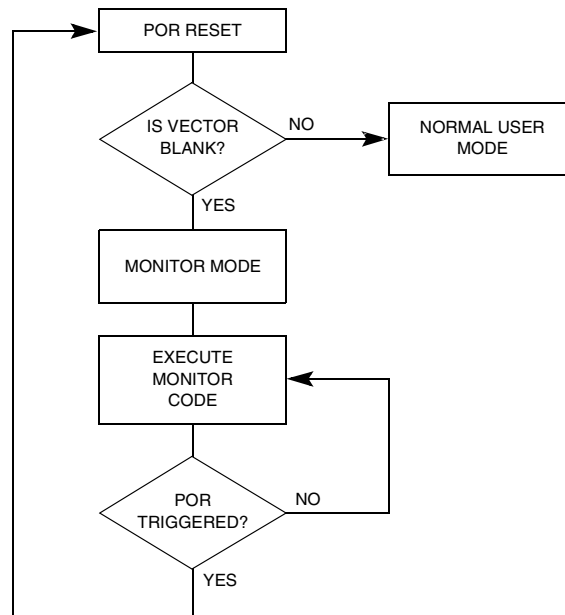 POR RESET
IS VECTOR
BLANK?
NO
NORMAL USER
MODE
YES
MONITOR MODE
EXECUTE
MONITOR
CODE
POR
TRIGGERED?
NO
YES